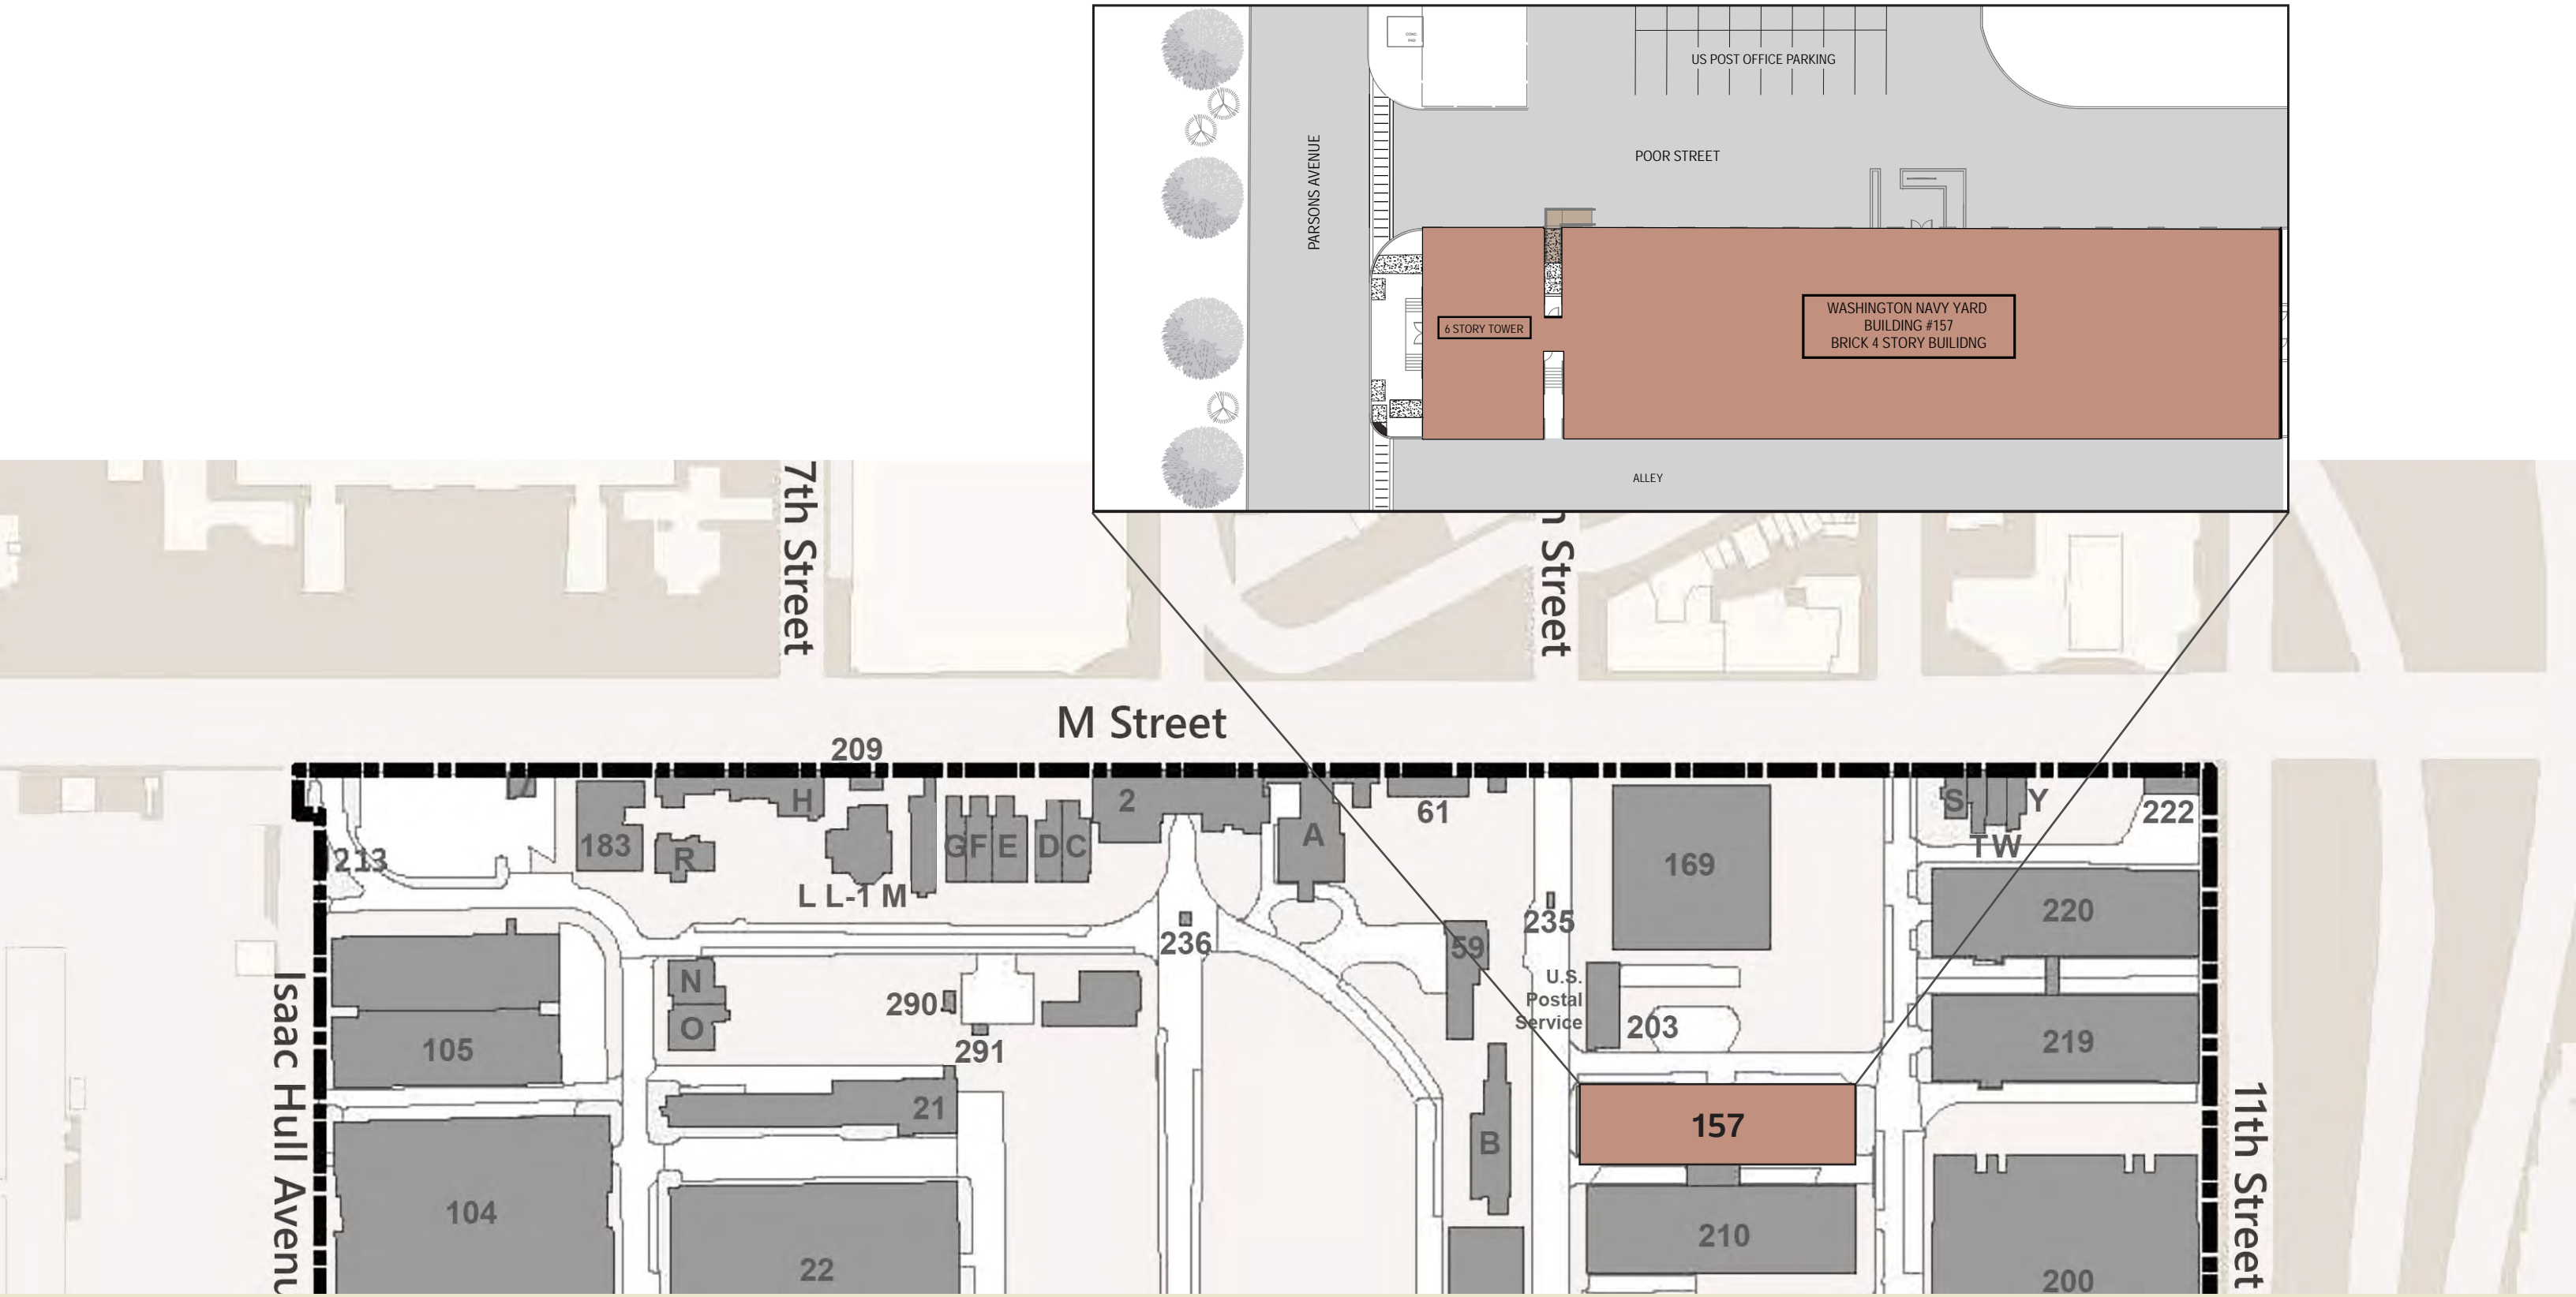 CONC
PAD
US POST OFFICE PARKING
PARSONS AVENUE
POOR STREET
6 STORY TOWER
WASHINGTON NAVY YARD
BUILDING #157
BRICK 4 STORY BUILIDNG
ALLEY
7th Street
Street
M Street
209
H
2
61
S
Y
222
183
R
G
F
E
D
C
A
169
T
W
213
L L-1 M
236
59
235
220
N
O
290
291
U.S.
Postal
Service
203
219
105
Isaac Hull Avenu
21
B
157
11th Street
104
22
210
200